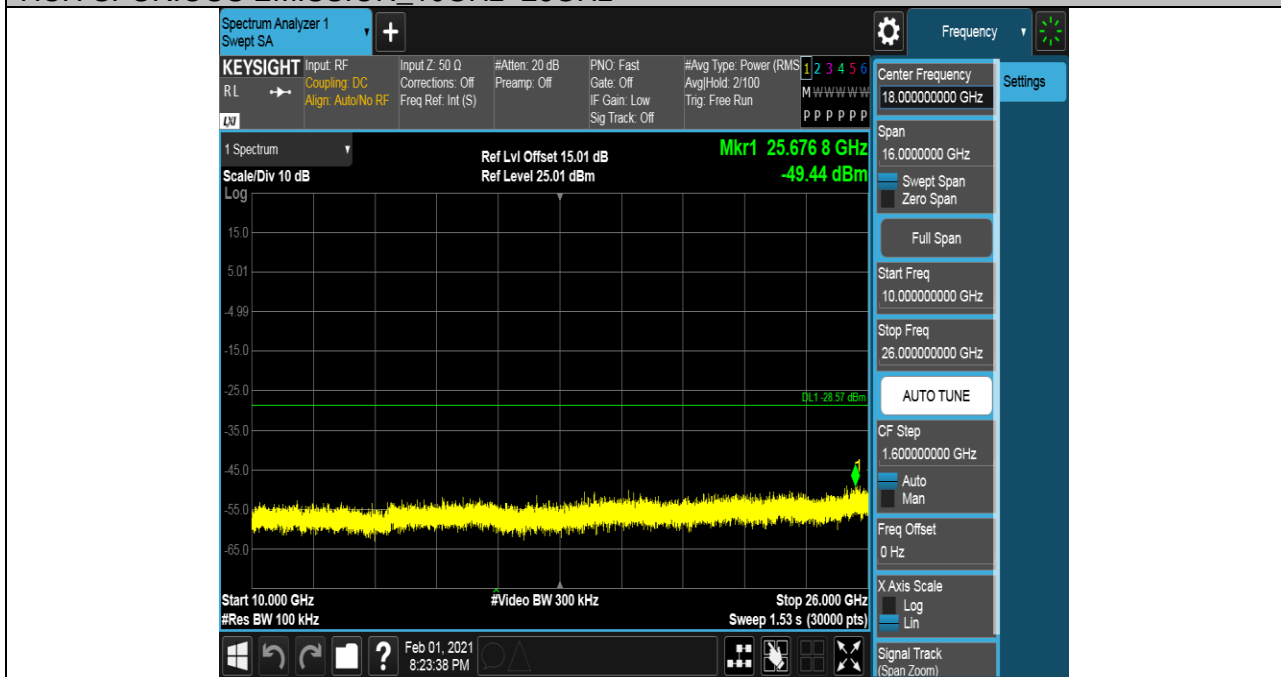 Spectrum Analyzer 1
Swept SA
+
Frequency
KEYSIGHT
RL
LXI
Input: RF
Coupling: DC
Align: Auto/No RF
Input Z: 50 Ω
Corrections: Off
Freq Ref: Int (S)
#Atten: 20 dB
Preamp: Off
PNO: Fast
Gate: Off
IF Gain: Low
Sig Track: Off
#Avg Type: Power (RMS
Avg|Hold: 2/100
Trig: Free Run
1 2 3 4 5 6
M W W W W W
P P P P P P
1 Spectrum
Scale/Div 10 dB
Ref Lvl Offset 15.01 dB
Ref Level 25.01 dBm
Mkr1 25.676 8 GHz
-49.44 dBm
Log
15.0
5.01
-4.99
-15.0
-25.0
DL1 -28.57 dBm
-35.0
-45.0
1
-55.0
-65.0
Start 10.000 GHz
#Video BW 300 kHz
Stop 26.000 GHz
#Res BW 100 kHz
Sweep 1.53 s (30000 pts)
?
Feb 01, 2021
8:23:38 PM
Center Frequency
18.000000000 GHz
Settings
Span
16.0000000 GHz
Swept Span
Zero Span
Full Span
Start Freq
10.000000000 GHz
Stop Freq
26.000000000 GHz
AUTO TUNE
CF Step
1.600000000 GHz
Auto
Man
Freq Offset
0 Hz
X Axis Scale
Log
Lin
Signal Track
(Span Zoom)